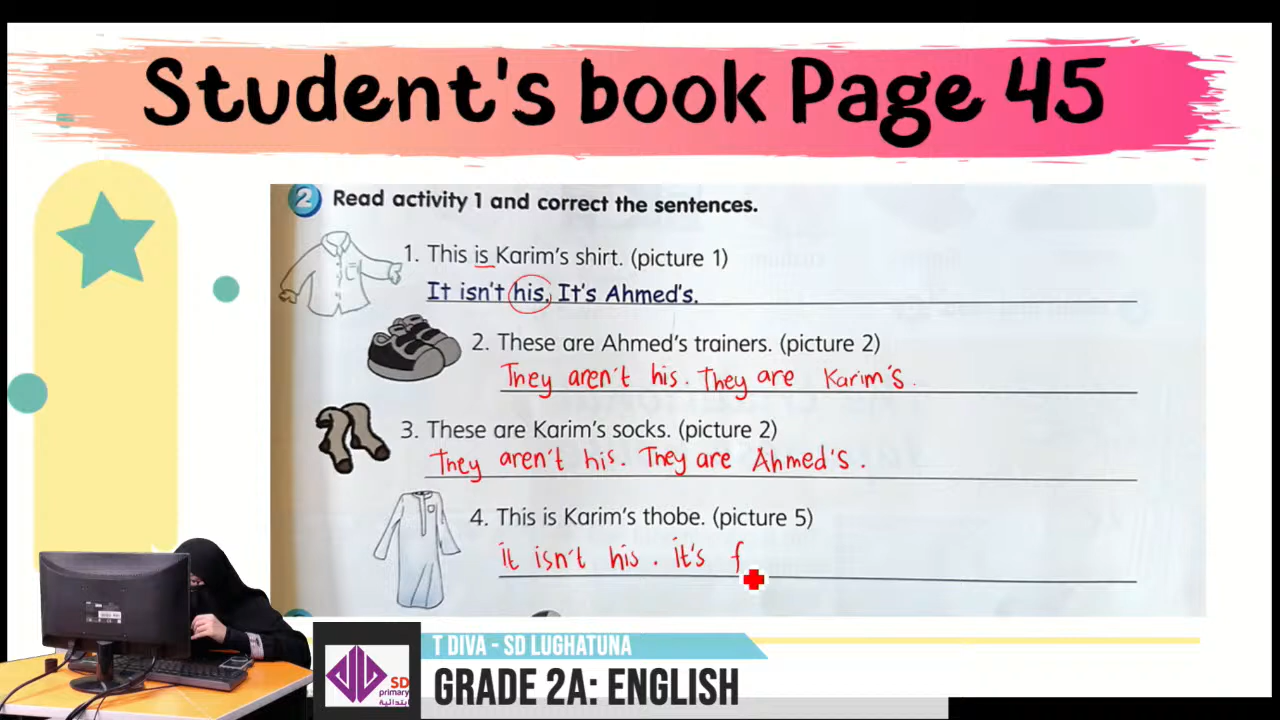 Student's book Page 45
2 Read activity 1 and correct the sentences.
1. This is Karim's shirt. (picture 1)
It isn't his. It's Ahmed's.
2. These are Ahmed's trainers. (picture 2)
They aren't his. They are Karim's.
3. These are Karim's socks. (picture 2)
They aren't his. They are Ahmed's.
4. This is Karim's thobe. (picture 5)
it isn't his. it's f
T DIVA - SD LUGHATUNA
SD
primary
ابتدائية
GRADE 2A: ENGLISH